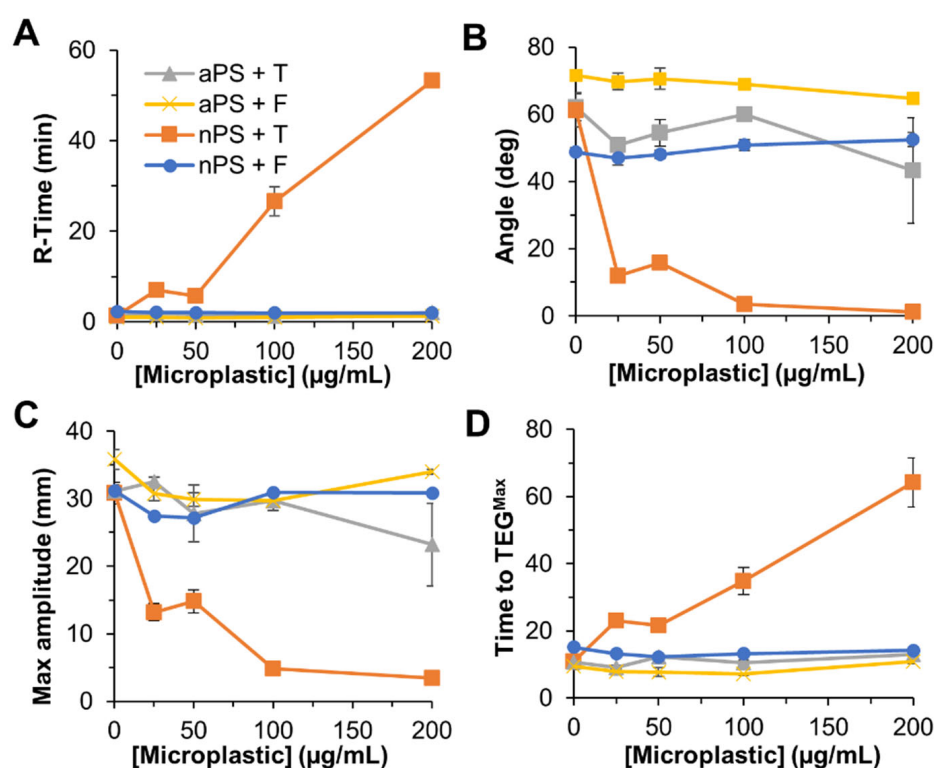 A
R-Time (min)
60
40
20
0
aPS + T
aPS + F
nPS + T
nPS + F
0 50 100 150 200
[Microplastic] (µg/mL)
B
Angle (deg)
80
60
40
20
0
0 50 100 150 200
[Microplastic] (µg/mL)
C
Max amplitude (mm)
40
30
20
10
0
0 50 100 150 200
[Microplastic] (µg/mL)
D
Time to TEG^Max
80
60
40
20
0
0 50 100 150 200
[Microplastic] (µg/mL)